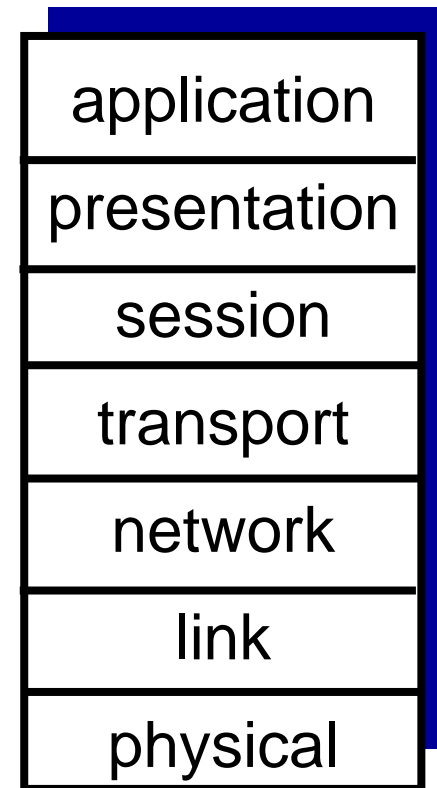 application
presentation
session
transport
network
link
physical